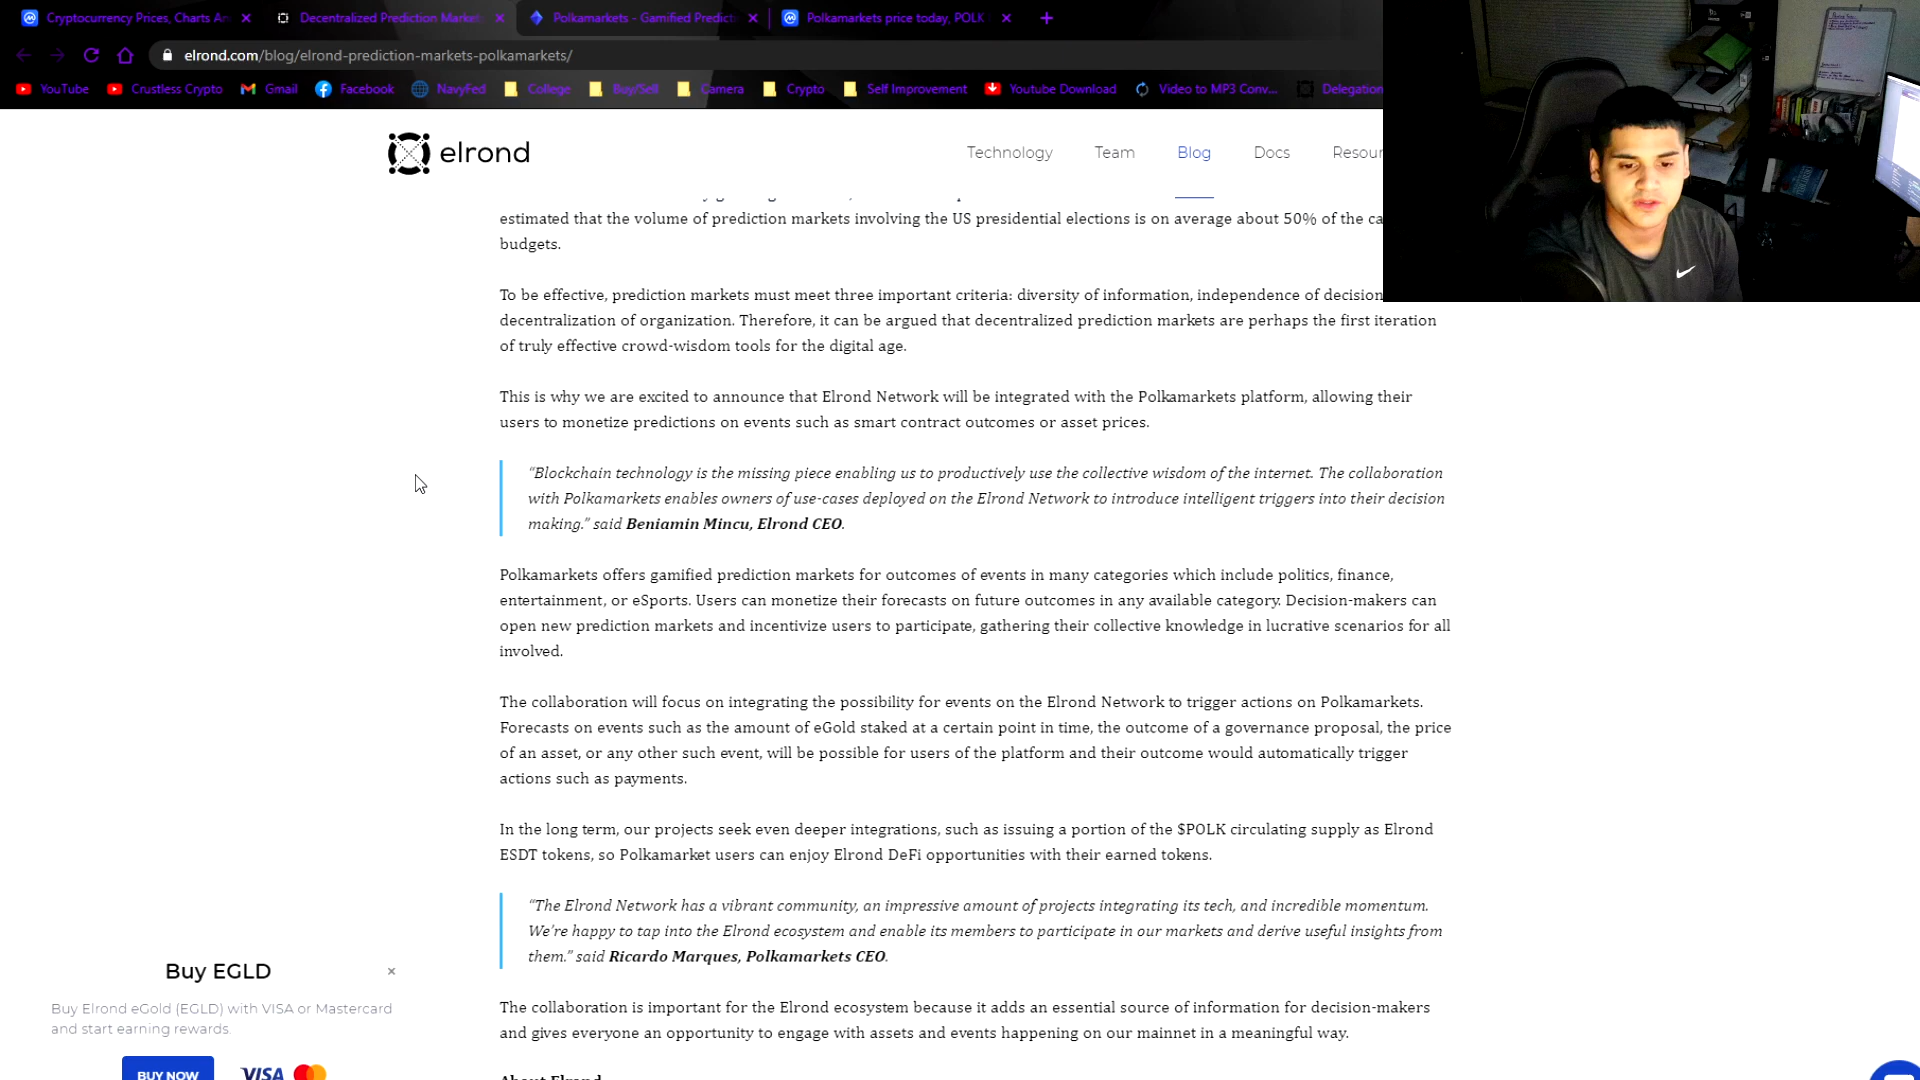 Cryptocurrency Prices, Charts An
Decentralized Prediction Market
Polkamarkets - Gamified Predict
Polkamarkets price today, POLK
elrond.com/blog/elrond-prediction-markets-polkamarkets/
YouTube
Crustless Crypto
Gmail
Facebook
NavyFed
College
Buy/Sell
Camera
Crypto
Self Improvement
Youtube Download
Video to MP3 Conv...
Delegation
elrond
Technology
Team
Blog
Docs
Resour
estimated that the volume of prediction markets involving the US presidential elections is on average about 50% of the ca
budgets.
To be effective, prediction markets must meet three important criteria: diversity of information, independence of decision
decentralization of organization. Therefore, it can be argued that decentralized prediction markets are perhaps the first iteration
of truly effective crowd-wisdom tools for the digital age.
This is why we are excited to announce that Elrond Network will be integrated with the Polkamarkets platform, allowing their
users to monetize predictions on events such as smart contract outcomes or asset prices.
“Blockchain technology is the missing piece enabling us to productively use the collective wisdom of the internet. The collaboration
with Polkamarkets enables owners of use-cases deployed on the Elrond Network to introduce intelligent triggers into their decision
making.” said Beniamin Mincu, Elrond CEO.
Polkamarkets offers gamified prediction markets for outcomes of events in many categories which include politics, finance,
entertainment, or eSports. Users can monetize their forecasts on future outcomes in any available category. Decision-makers can
open new prediction markets and incentivize users to participate, gathering their collective knowledge in lucrative scenarios for all
involved.
The collaboration will focus on integrating the possibility for events on the Elrond Network to trigger actions on Polkamarkets.
Forecasts on events such as the amount of eGold staked at a certain point in time, the outcome of a governance proposal, the price
of an asset, or any other such event, will be possible for users of the platform and their outcome would automatically trigger
actions such as payments.
In the long term, our projects seek even deeper integrations, such as issuing a portion of the $POLK circulating supply as Elrond
ESDT tokens, so Polkamarket users can enjoy Elrond DeFi opportunities with their earned tokens.
“The Elrond Network has a vibrant community, an impressive amount of projects integrating its tech, and incredible momentum.
We’re happy to tap into the Elrond ecosystem and enable its members to participate in our markets and derive useful insights from
them.” said Ricardo Marques, Polkamarkets CEO.
The collaboration is important for the Elrond ecosystem because it adds an essential source of information for decision-makers
and gives everyone an opportunity to engage with assets and events happening on our mainnet in a meaningful way.
About Elrond
Buy EGLD
Buy Elrond eGold (EGLD) with VISA or Mastercard
and start earning rewards.
BUY NOW
VISA